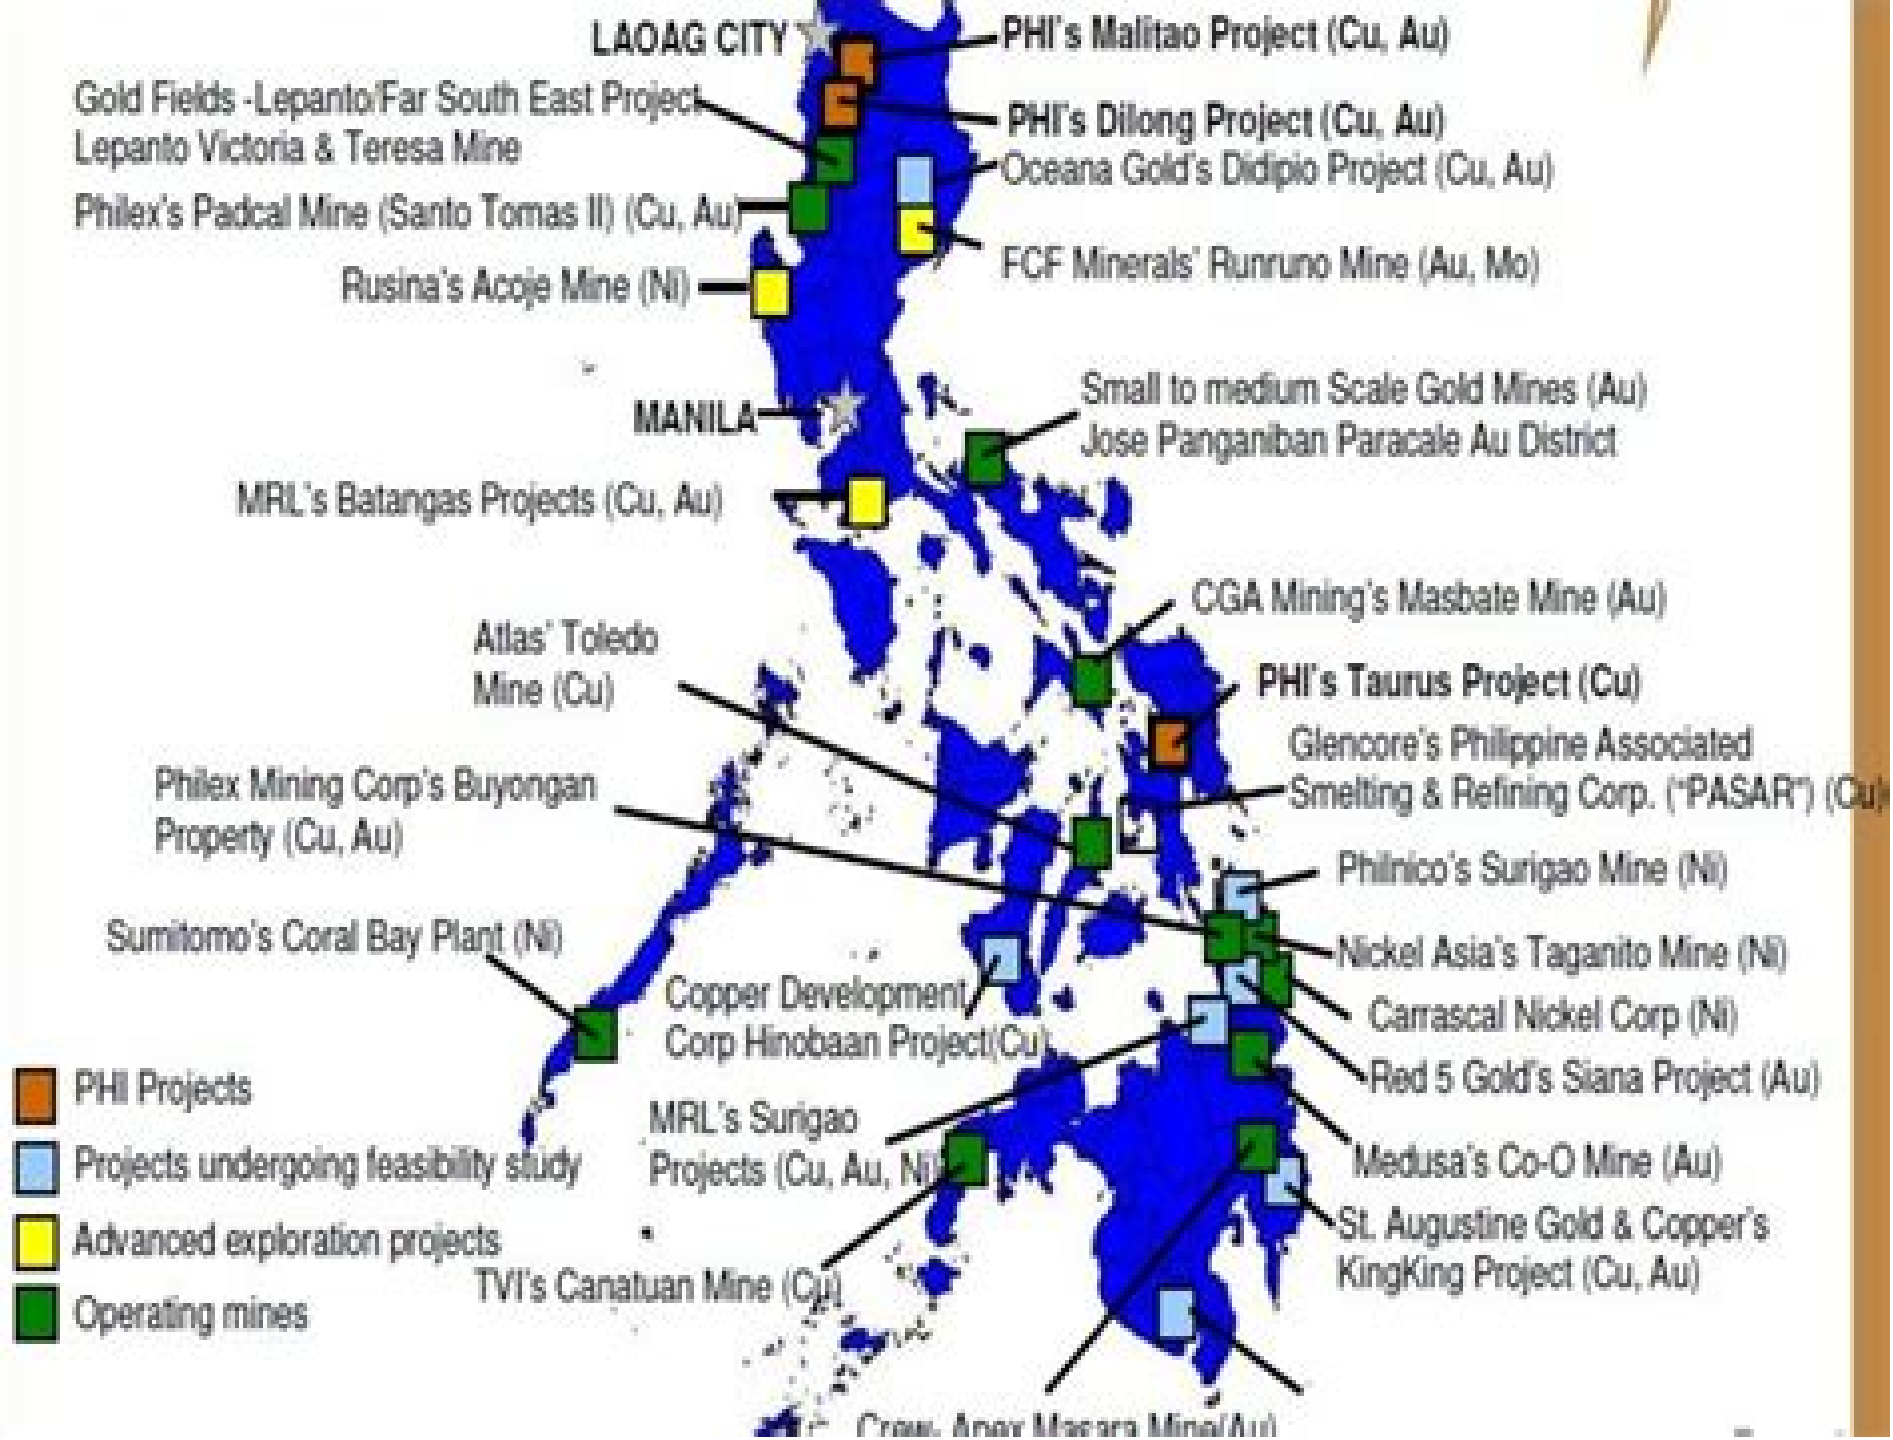 LAOAG CITY
PHI's Malitao Project (Cu, Au)
Gold Fields -Lepanto/Far South East Project
Lepanto Victoria & Teresa Mine
PHI's Dilong Project (Cu, Au)
Oceana Gold's Didipio Project (Cu, Au)
Philex's Padcal Mine (Santo Tomas II) (Cu, Au)
FCF Minerals' Runruno Mine (Au, Mo)
Rusina's Acoje Mine (Ni)
Small to medium Scale Gold Mines (Au)
Jose Panganiban Paracale Au District
MANILA
MRL's Batangas Projects (Cu, Au)
CGA Mining's Masbate Mine (Au)
Atlas' Toledo
Mine (Cu)
PHI's Taurus Project (Cu)
Glencore's Philippine Associated
Smelting & Refining Corp. ("PASAR") (Cu)
Philex Mining Corp's Buyongan
Property (Cu, Au)
Philnico's Surigao Mine (Ni)
Sumitomo's Coral Bay Plant (Ni)
Nickel Asia's Taganito Mine (Ni)
Copper Development
Corp Hinobaan Project(Cu)
Carrascal Nickel Corp (Ni)
Red 5 Gold's Siana Project (Au)
MRL's Surigao
Projects (Cu, Au, Ni)
Medusa's Co-O Mine (Au)
St. Augustine Gold & Copper's
KingKing Project (Cu, Au)
TVI's Canatuan Mine (Cu)
Crew- Apex Masara Mine(Au)
PHI Projects
Projects undergoing feasibility study
Advanced exploration projects
Operating mines